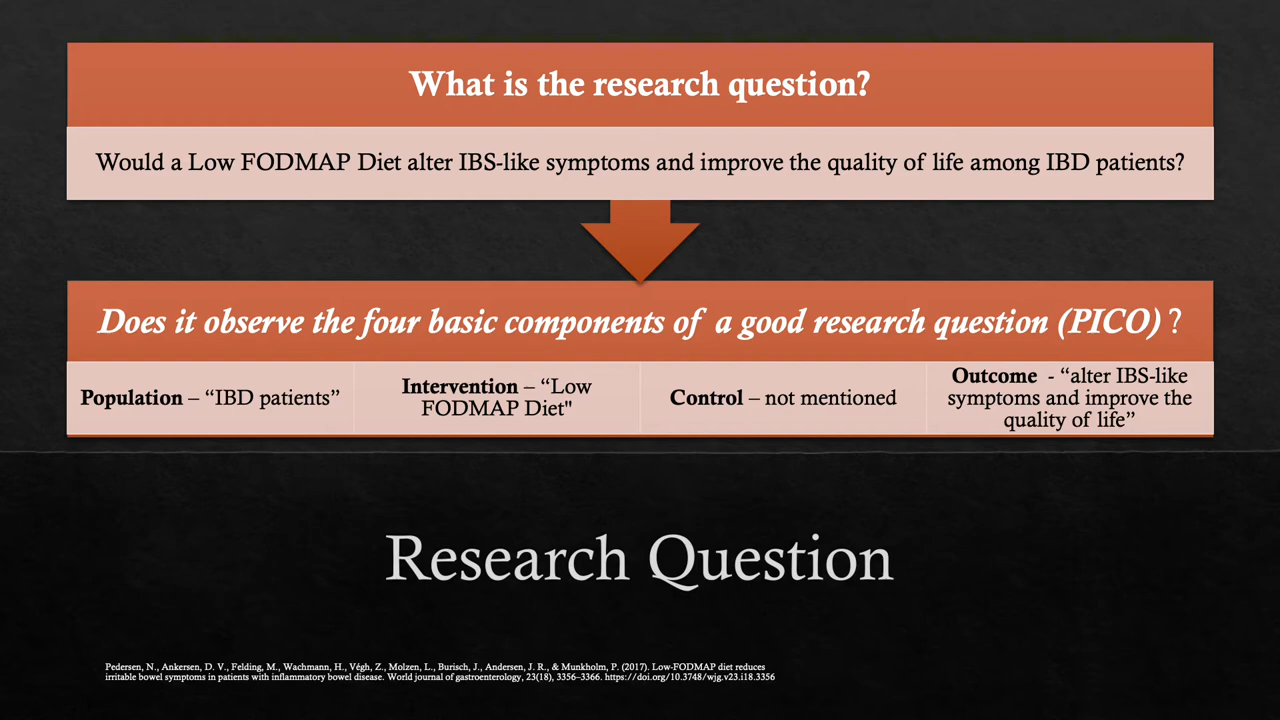 What is the research question?
Would a Low FODMAP Diet alter IBS-like symptoms and improve the quality of life among IBD patients?
Does it observe the four basic components of a good research question (PICO) ?
Population – “IBD patients”
Intervention – “Low
FODMAP Diet"
Control – not mentioned
Outcome - “alter IBS-like
symptoms and improve the
quality of life”
Research Question
Pedersen, N., Ankersen, D. V., Felding, M., Wachmann, H., Végh, Z., Molzen, L., Burisch, J., Andersen, J. R., & Munkholm, P. (2017). Low-FODMAP diet reduces
irritable bowel symptoms in patients with inflammatory bowel disease. World journal of gastroenterology, 23(18), 3356–3366. https://doi.org/10.3748/wjg.v23.i18.3356